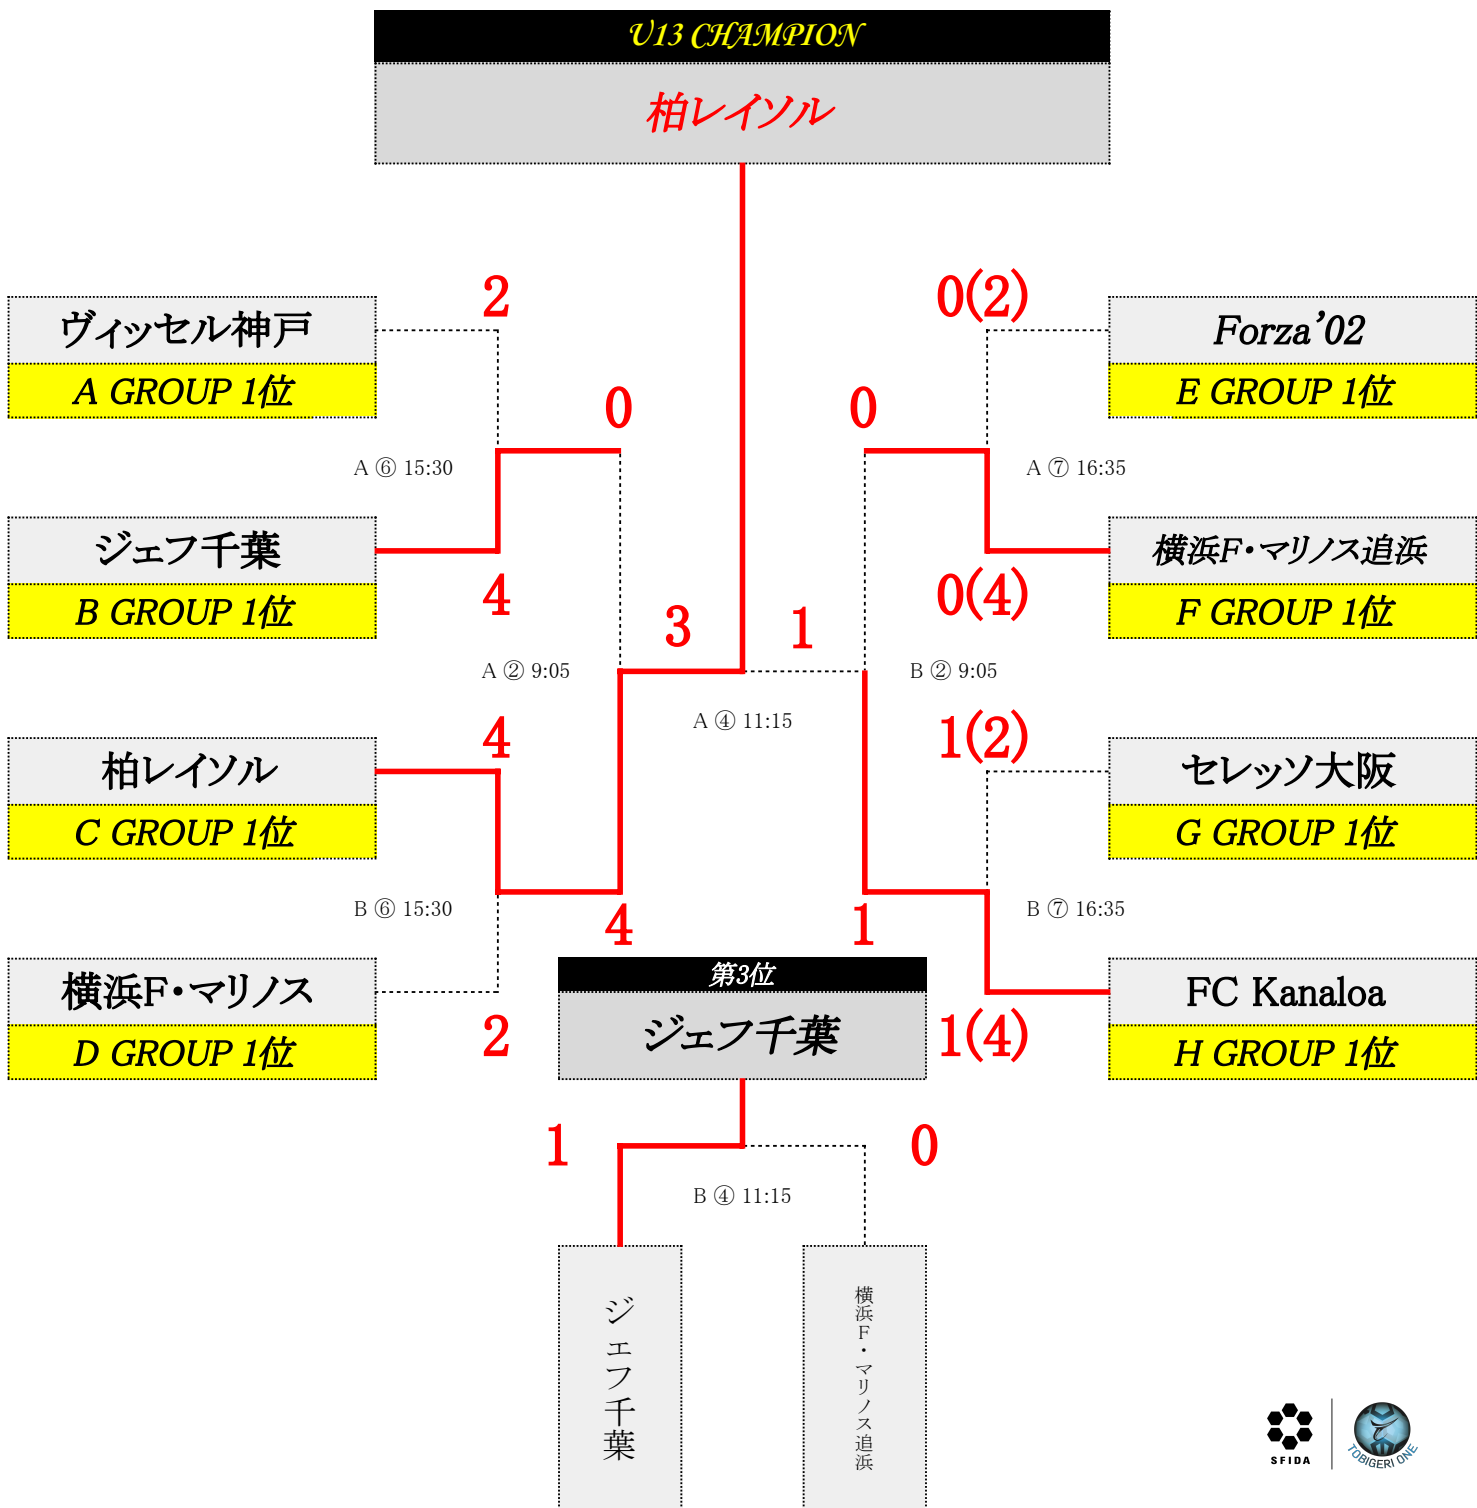 U13 CHAMPION
柏レイソル
2
0(2)
ヴィッセル神戸
A GROUP 1位
Forza’02
E GROUP 1位
0
0
A ⑥ 15:30
A ⑦ 16:35
ジェフ千葉
B GROUP 1位
横浜F・マリノス追浜
F GROUP 1位
4
0(4)
3
1
A ② 9:05
B ② 9:05
A ④ 11:15
4
1(2)
柏レイソル
C GROUP 1位
セレッソ大阪
G GROUP 1位
B ⑥ 15:30
B ⑦ 16:35
4
1
横浜F・マリノス
D GROUP 1位
第3位
ジェフ千葉
FC Kanaloa
H GROUP 1位
2
1(4)
1
0
B ④ 11:15
ジェフ千葉
横浜F・マリノス追浜
SFIDA
TOBIGERI ONE